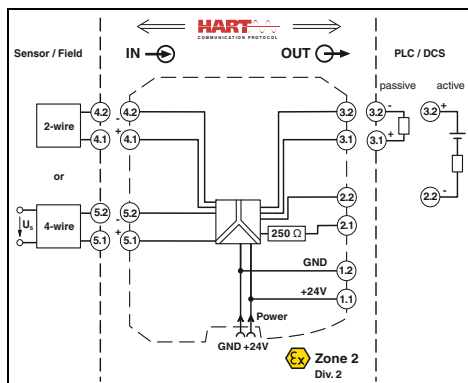 HART
COMMUNICATION PROTOCOL
Sensor / Field
IN
OUT
PLC / DCS
passive
active
4.2
4.2
3.2
3.2
3.2
-
-
+
2-wire
+
+
4.1
4.1
3.1
3.1
or
5.2
5.2
2.2
2.2
-
-
Us
4-wire
250 Ω
2.1
+
5.1
5.1
GND
1.2
+24V
1.1
Power
GND +24V
Ex
Zone 2
Div. 2